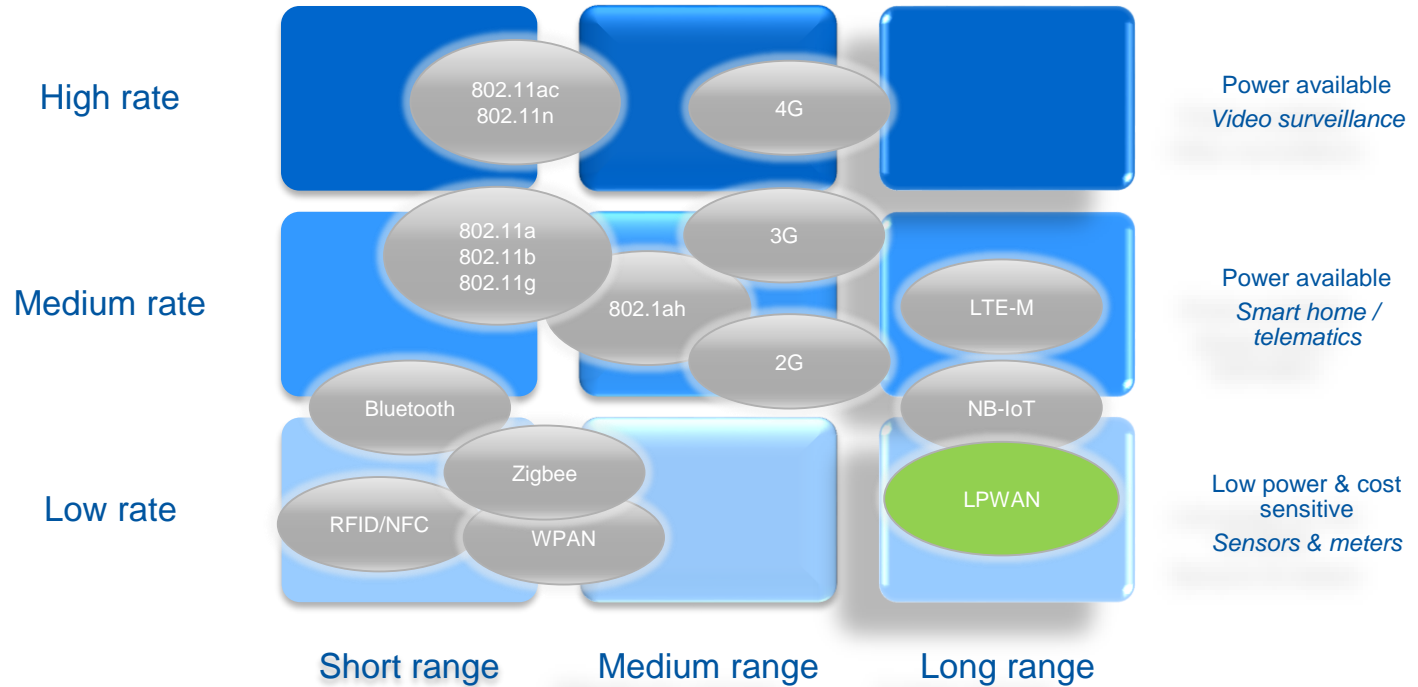 High rate
802.11ac
802.11n
4G
Power available
Video surveillance
Medium rate
802.11a
802.11b
802.11g
3G
802.1ah
2G
LTE-M
Power available
Smart home /
telematics
Bluetooth
NB-IoT
Low rate
Zigbee
RFID/NFC
WPAN
LPWAN
Low power & cost
sensitive
Sensors & meters
Short range
Medium range
Long range